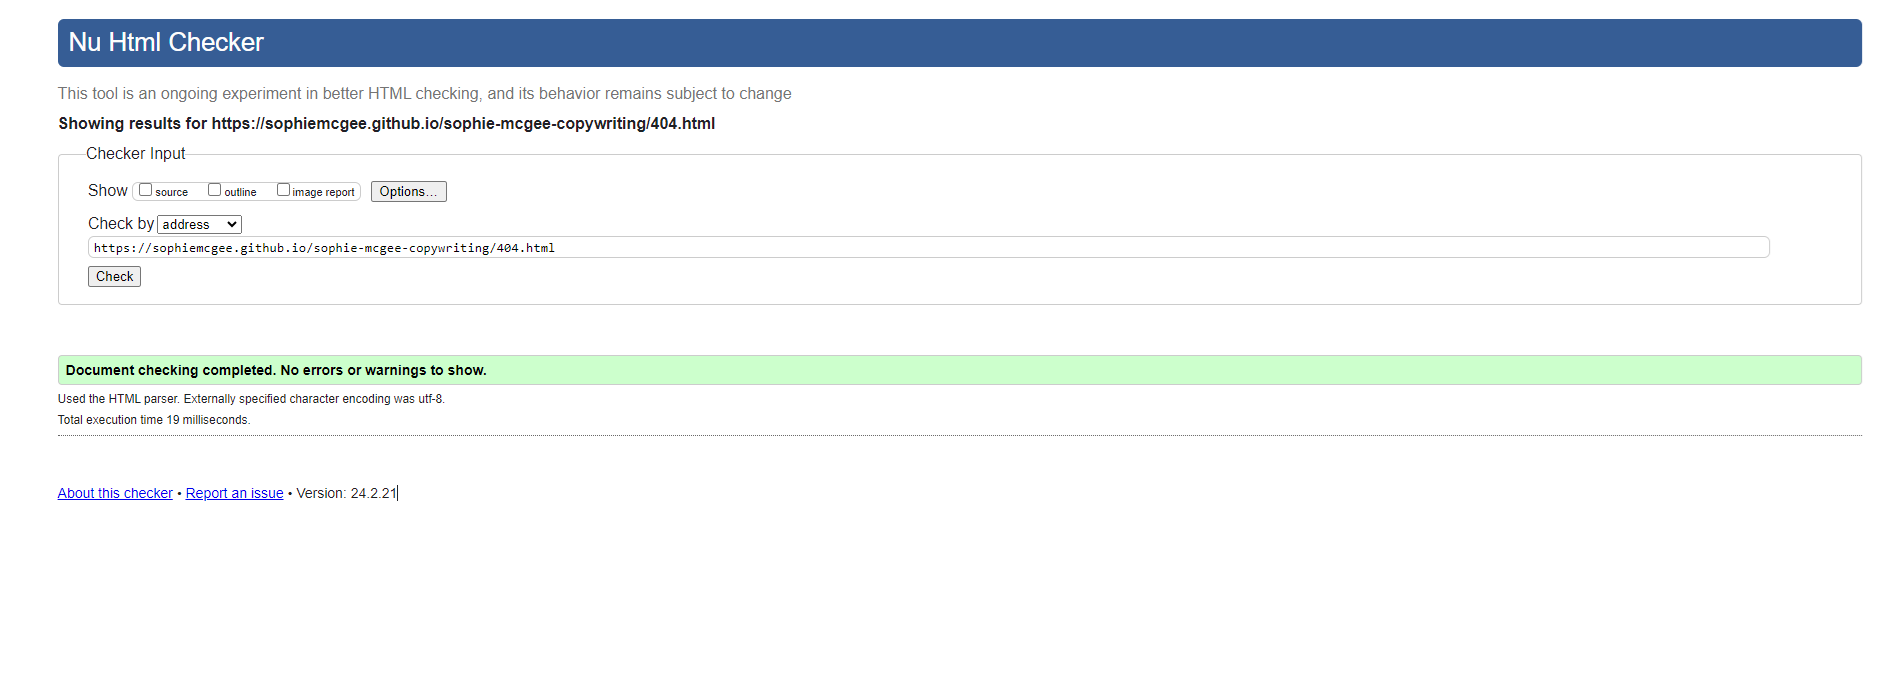 Nu Html Checker
This tool is an ongoing experiment in better HTML checking, and its behavior remains subject to change
Showing results for https://sophiemcgee.github.io/sophie-mcgee-copywriting/404.html
Checker Input
Show source outline image report Options...
Check by address
https://sophiemcgee.github.io/sophie-mcgee-copywriting/404.html
Check
Document checking completed. No errors or warnings to show.
Used the HTML parser. Externally specified character encoding was utf-8.
Total execution time 19 milliseconds.
About this checker • Report an issue • Version: 24.2.21